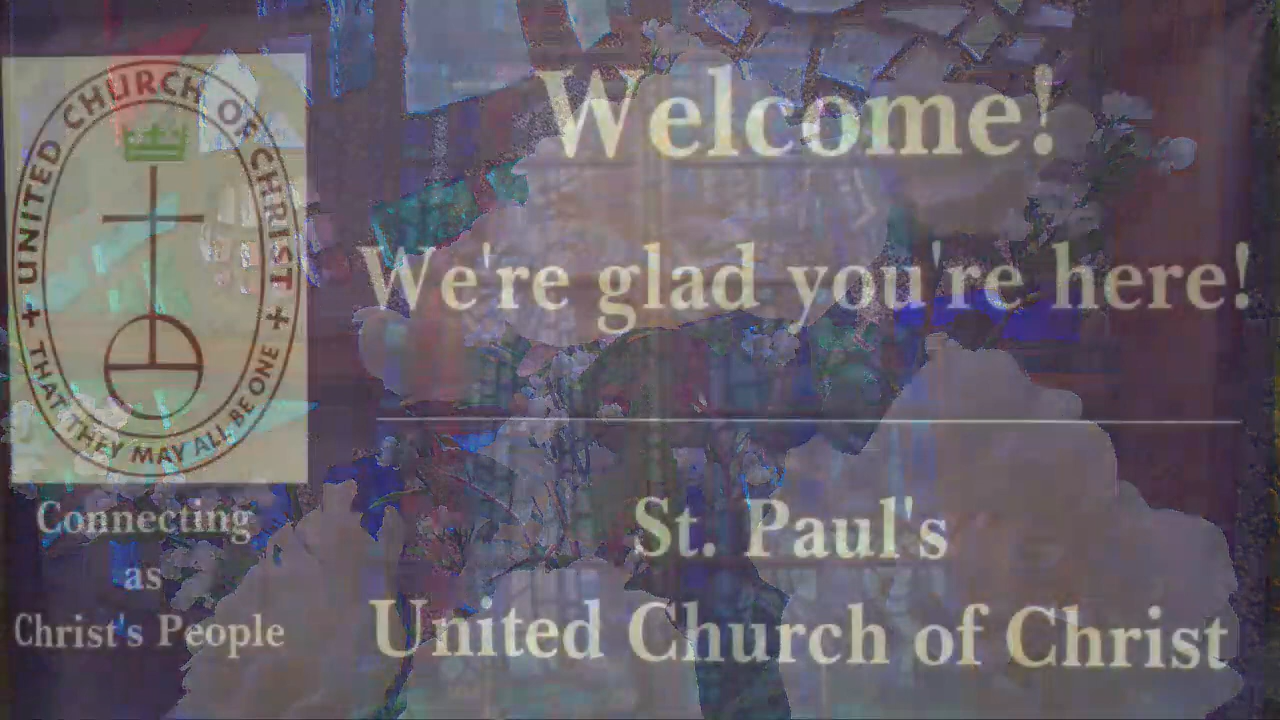 UNITED CHURCH OF CHRIST
THAT THEY MAY ALL BE ONE
Connecting
as
Christ's People
Welcome!
We're glad you're here!
St. Paul's
United Church of Christ